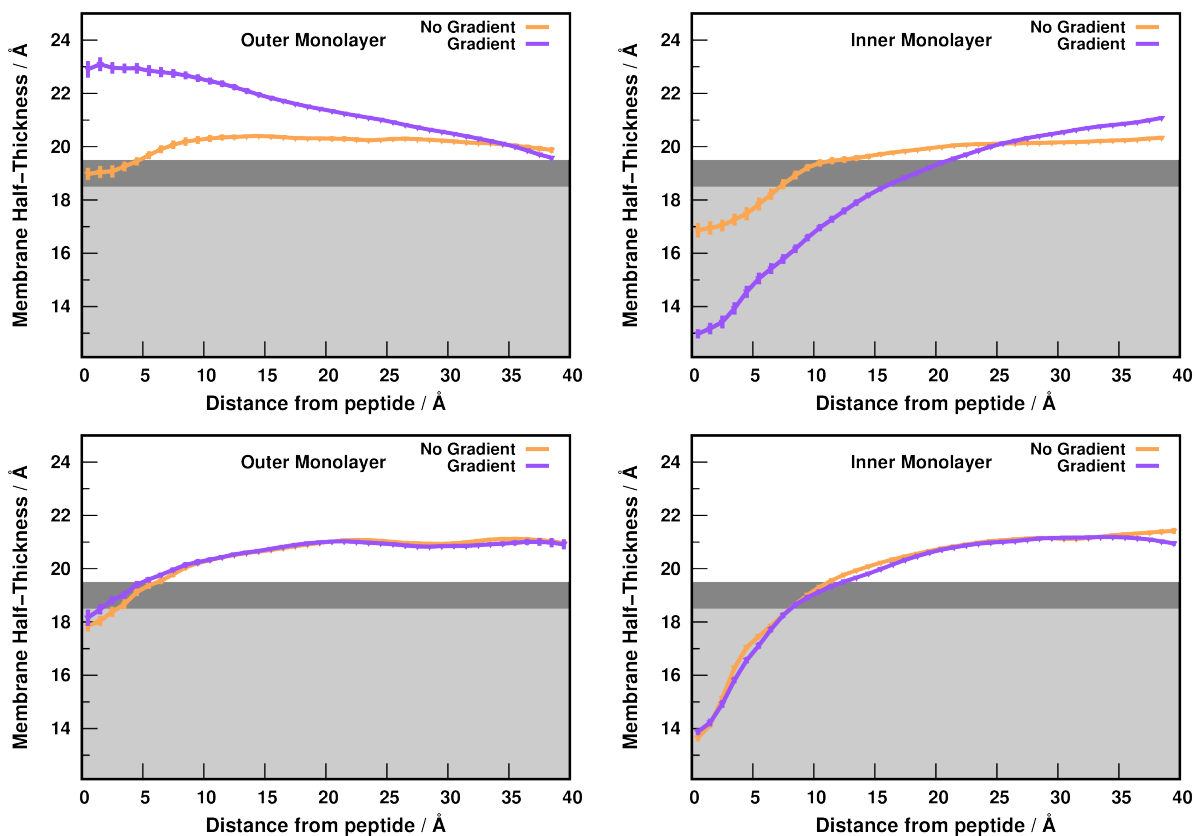 Outer Monolayer
No Gradient
Gradient
24
22
20
18
16
14
Membrane Half-Thickness / Å
0 5 10 15 20 25 30 35 40
Distance from peptide / Å
Inner Monolayer
No Gradient
Gradient
24
22
20
18
16
14
Membrane Half-Thickness / Å
0 5 10 15 20 25 30 35 40
Distance from peptide / Å
Outer Monolayer
No Gradient
Gradient
24
22
20
18
16
14
Membrane Half-Thickness / Å
0 5 10 15 20 25 30 35 40
Distance from peptide / Å
Inner Monolayer
No Gradient
Gradient
24
22
20
18
16
14
Membrane Half-Thickness / Å
0 5 10 15 20 25 30 35 40
Distance from peptide / Å